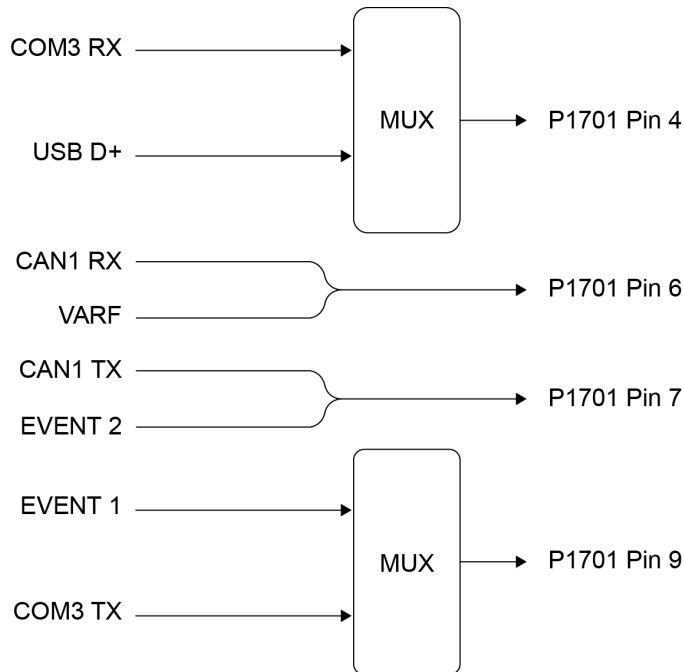 COM3 RX
MUX
P1701 Pin 4
USB D+
CAN1 RX
P1701 Pin 6
VARF
CAN1 TX
P1701 Pin 7
EVENT 2
EVENT 1
MUX
P1701 Pin 9
COM3 TX